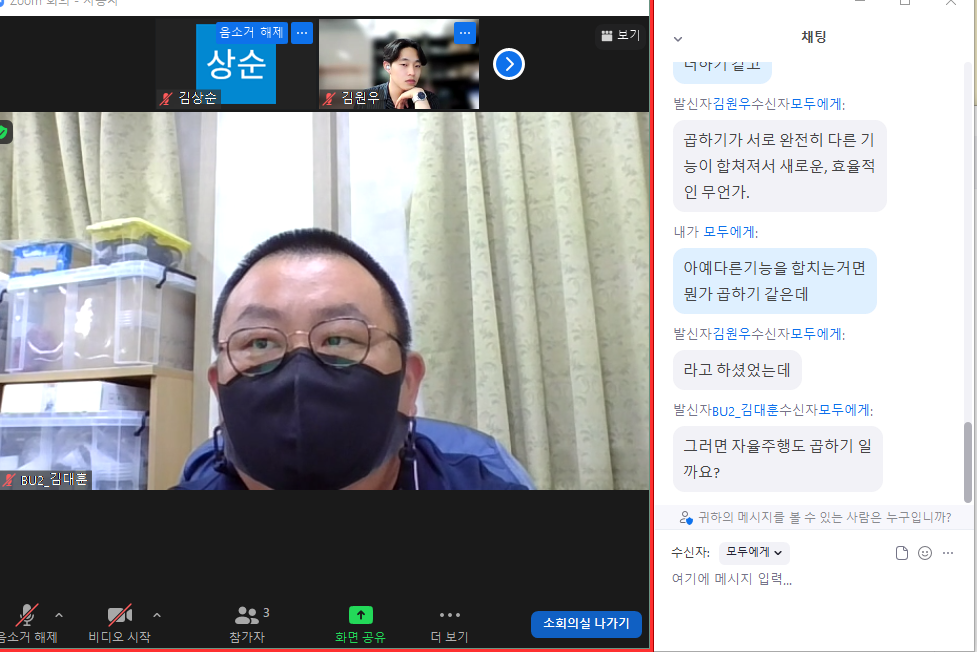 Zoom 회의 - 사용자
음소거 해제
...
상순
김상순
...
김원우
보기
BU2_김대훈
음소거 해제
비디오 시작
3
참가자
화면 공유
더 보기
소회의실 나가기
채팅
더하기 같고
발신자김원우수신자모두에게:
곱하기가 서로 완전히 다른 기
능이 합쳐져서 새로운, 효율적
인 무언가.
내가 모두에게:
아예다른기능을 합치는거면
뭔가 곱하기 같은데
발신자김원우수신자모두에게:
라고 하셨었는데
발신자BU2_김대훈수신자모두에게:
그러면 자율주행도 곱하기 일
까요?
귀하의 메시지를 볼 수 있는 사람은 누구입니까?
수신자: 모두에게
여기에 메시지 입력...